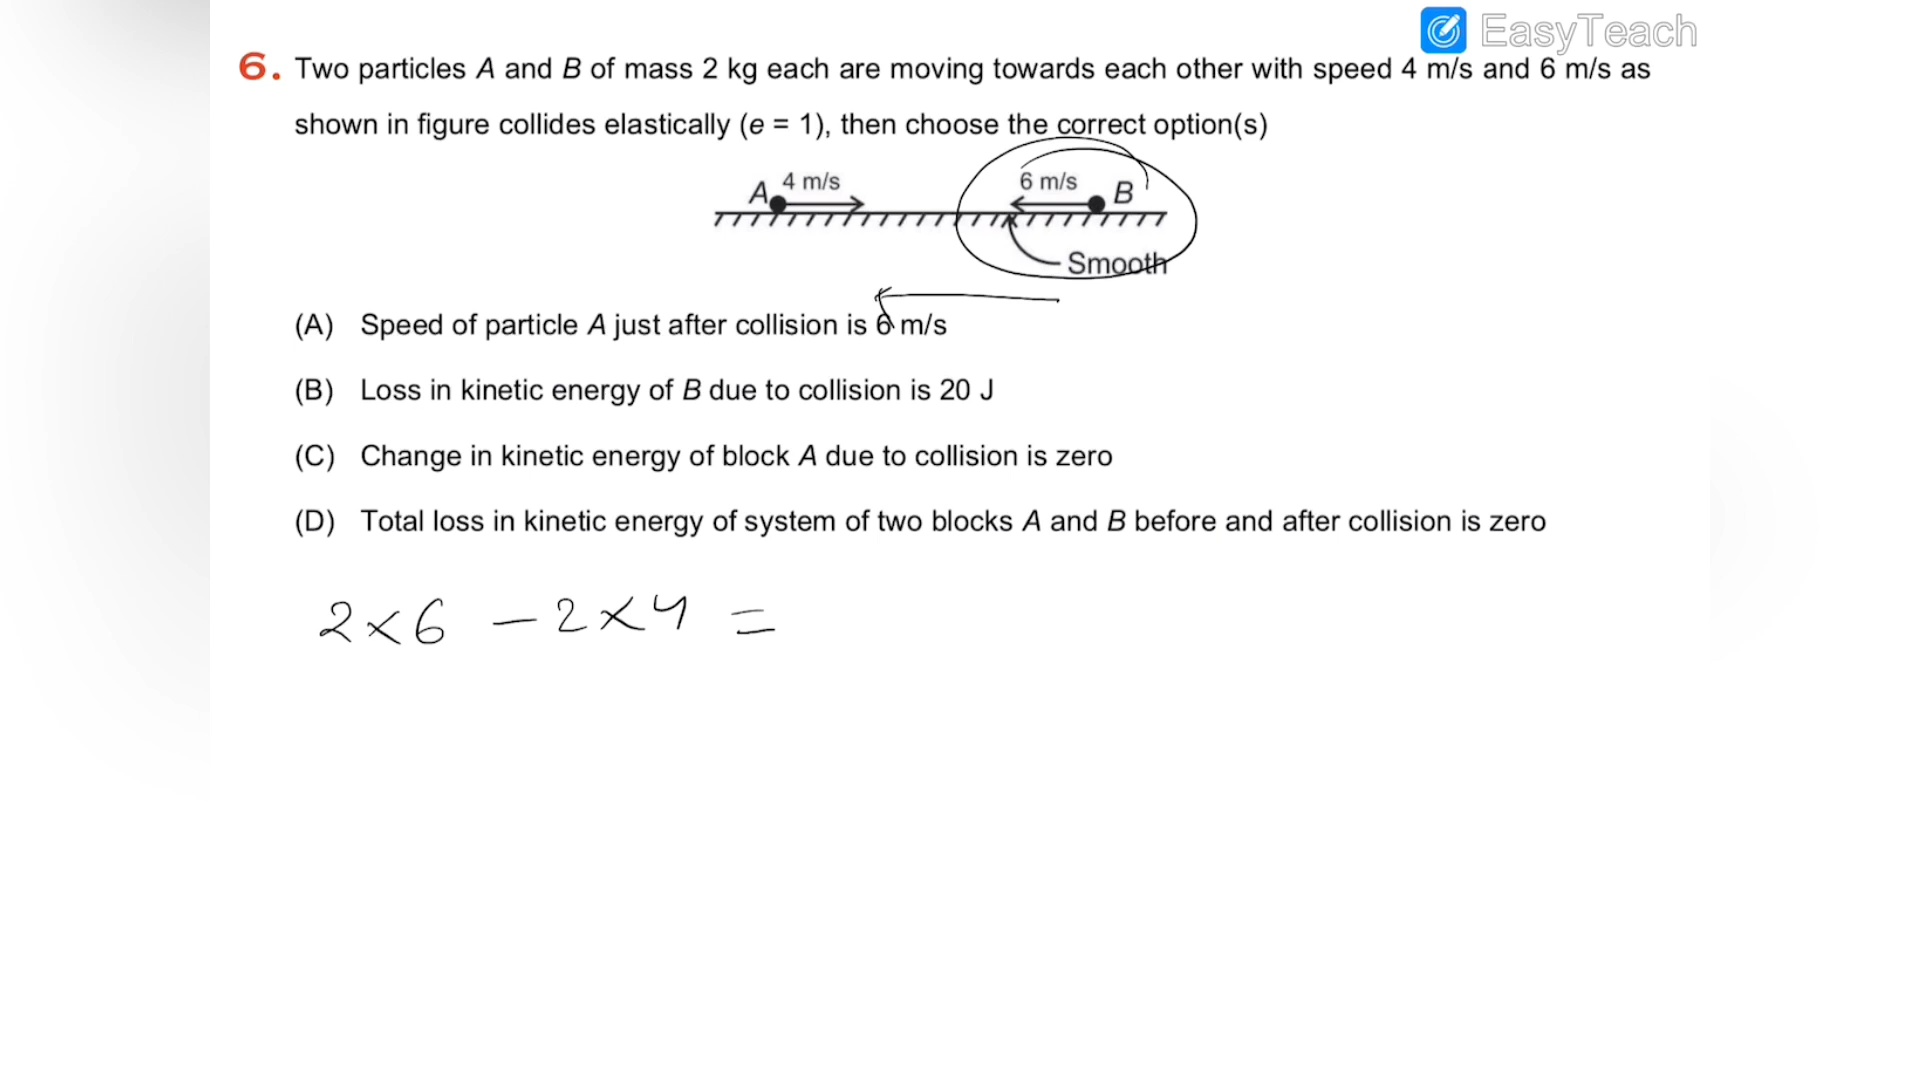 EasyTeach
6. Two particles A and B of mass 2 kg each are moving towards each other with speed 4 m/s and 6 m/s as
shown in figure collides elastically (e = 1), then choose the correct option(s)
A 4 m/s 6 m/s B
Smooth
(A) Speed of particle A just after collision is 6 m/s
(B) Loss in kinetic energy of B due to collision is 20 J
(C) Change in kinetic energy of block A due to collision is zero
(D) Total loss in kinetic energy of system of two blocks A and B before and after collision is zero
2×6 - 2×4 =